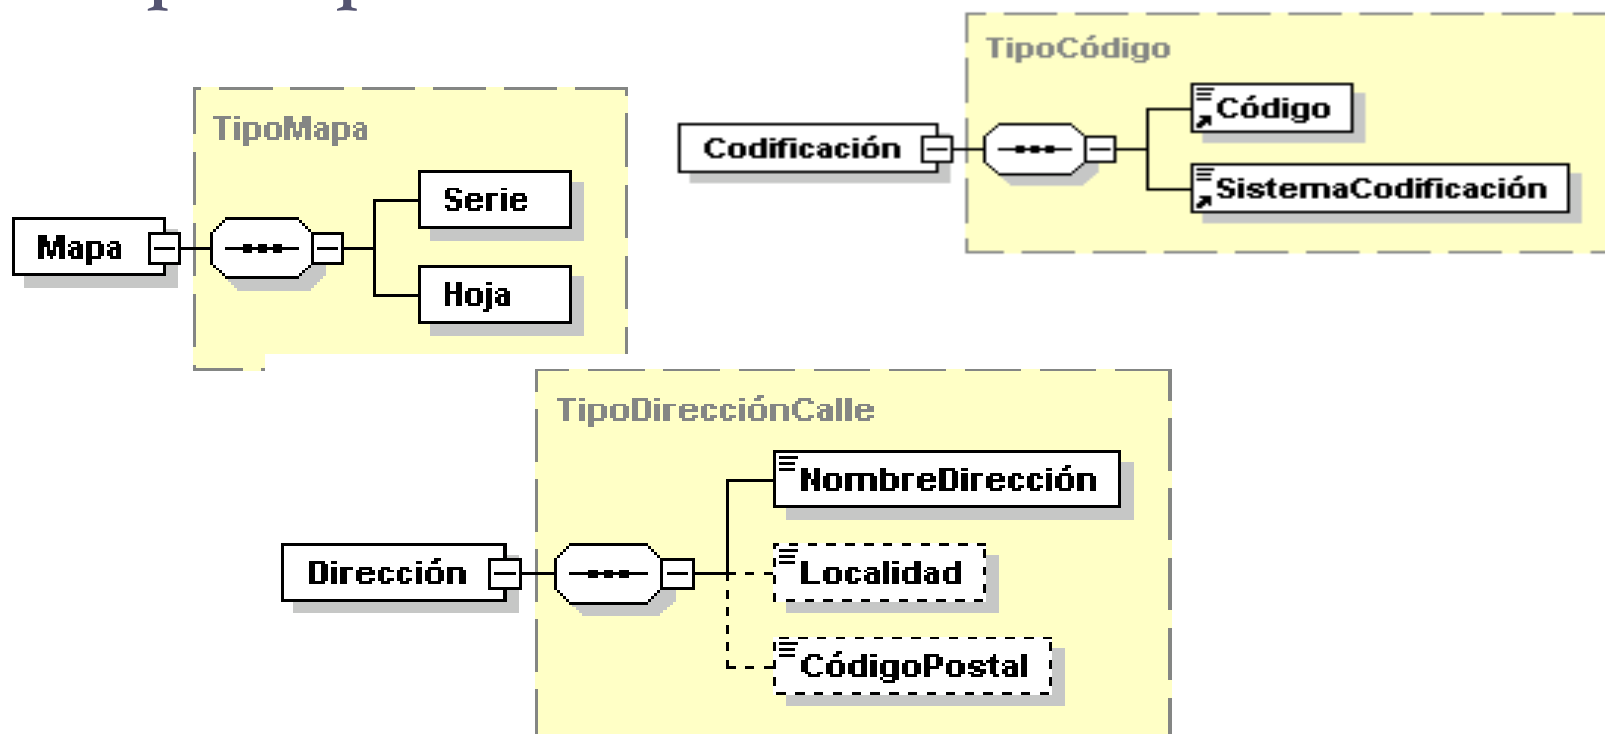 TipoCódigo
Código
Codificación
SistemaCodificación
TipoMapa
Serie
Mapa
Hoja
TipoDirecciónCalle
NombreDirección
Dirección
Localidad
CódigoPostal